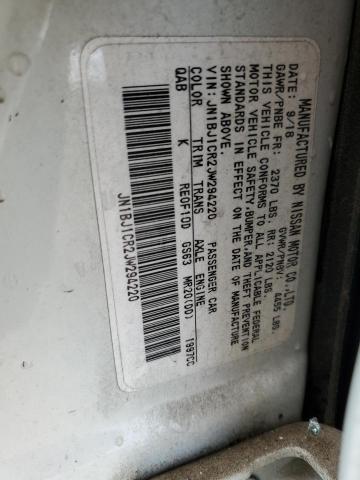 MANUFACTURED BY NISSAN MOTOR CO., LTD.
DATE: 9/18 GVWR/PNBV: 4455 LBS.
GAWR/PNBE FR: 2370 LBS. RR: 2120 LBS.
THIS VEHICLE CONFORMS TO ALL APPLICABLE FEDERAL
MOTOR VEHICLE SAFETY, BUMPER, AND THEFT PREVENTION
STANDARDS IN EFFECT ON THE DATE OF MANUFACTURE
SHOWN ABOVE.
VIN: JN1BJ1CR2JW294220 PASSENGER CAR
COLOR TRIM TRANS AXLE ENGINE
QAB K RE0F10D GS63 MR20(DD) 1997CC
JN1BJ1CR2JW294220